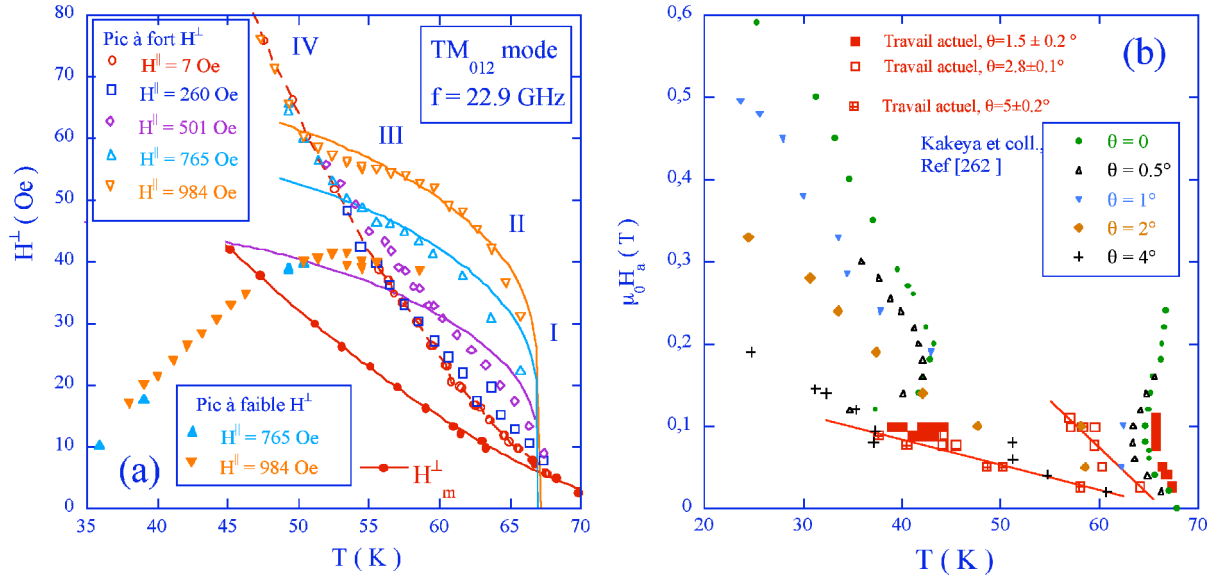 80
70
60
50
40
30
20
10
0
35
40
45
50
55
60
65
70
H⊥ ( Oe)
T ( K )
Pic à fort H⊥
H∥ = 7 Oe
H∥ = 260 Oe
H∥ = 501 Oe
H∥ = 765 Oe
H∥ = 984 Oe
IV
III
II
I
TM012 mode
f = 22.9 GHz
(a)
Pic à faible H⊥
H∥ = 765 Oe
H∥ = 984 Oe
H⊥m
0,6
0,5
0,4
0,3
0,2
0,1
0
20
30
40
50
60
70
μ0Ha (T)
T ( K )
Travail actuel, θ=1.5 ± 0.2 °
Travail actuel, θ=2.8±0.1°
Travail actuel, θ=5±0.2°
(b)
Kakeya et coll.,
Ref [262 ]
θ = 0
θ = 0.5°
θ = 1°
θ = 2°
θ = 4°